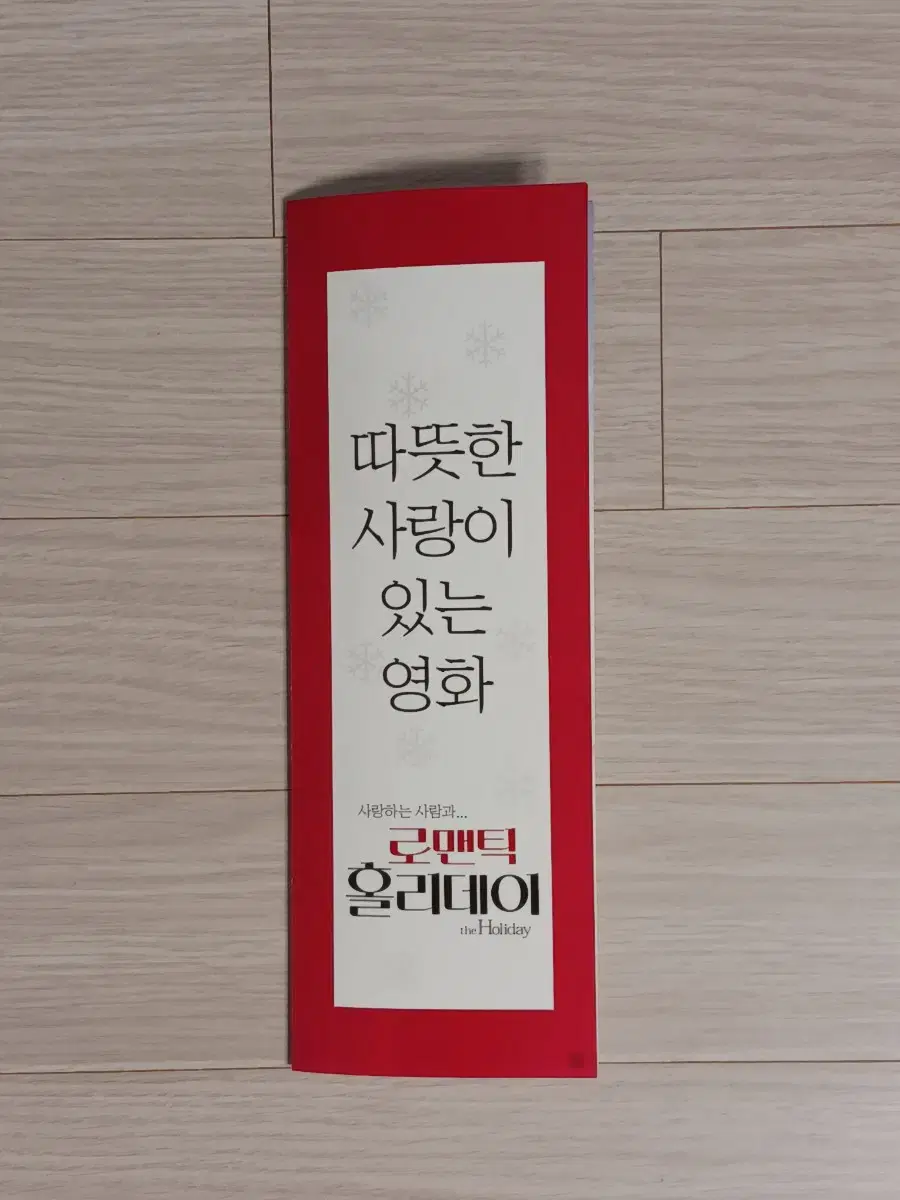 따뜻한
사랑이
있는
영화
사랑하는 사람과...
로맨틱
홀리데이
the Holiday